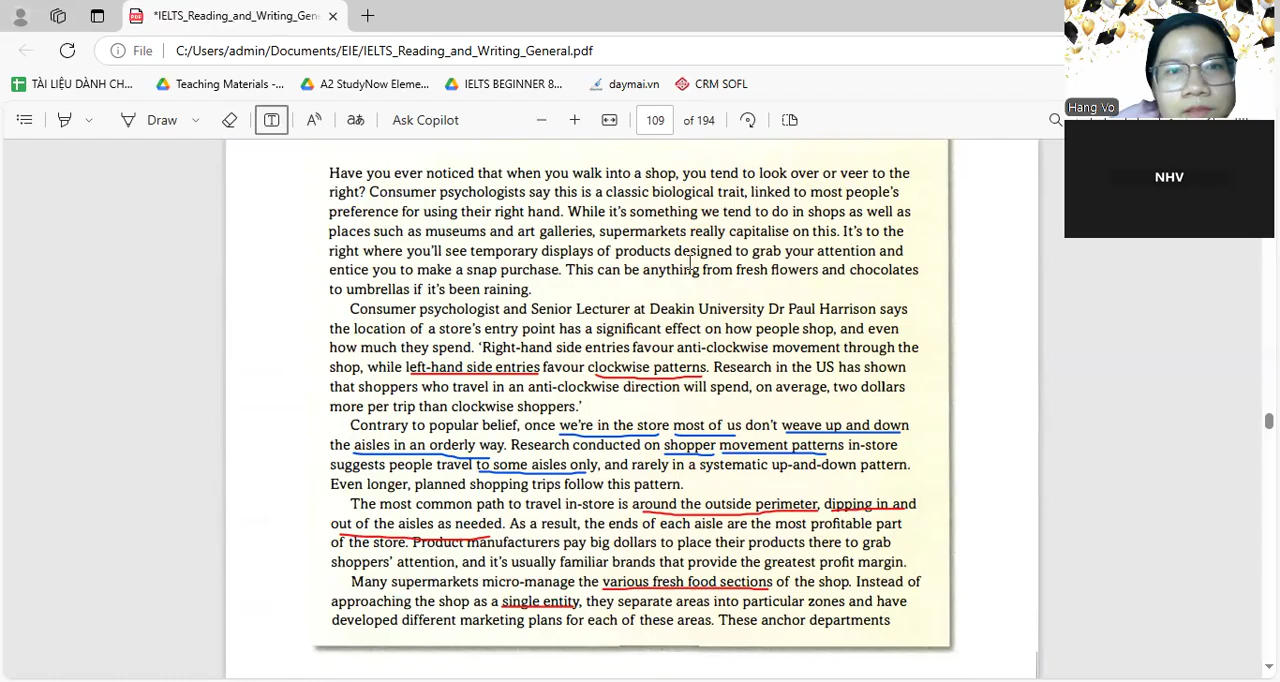 *IELTS_Reading_and_Writing_Gen
File C:/Users/admin/Documents/EIE/IELTS_Reading_and_Writing_General.pdf
TÀI LIỆU DÀNH CH... Teaching Materials -... A2 StudyNow Eleme... IELTS BEGINNER 8... daymai.vn CRM SOFL
Draw Ask Copilot 109 of 194
Hang Vo
NHV
Have you ever noticed that when you walk into a shop, you tend to look over or veer to the
right? Consumer psychologists say this is a classic biological trait, linked to most people's
preference for using their right hand. While it's something we tend to do in shops as well as
places such as museums and art galleries, supermarkets really capitalise on this. It's to the
right where you'll see temporary displays of products designed to grab your attention and
entice you to make a snap purchase. This can be anything from fresh flowers and chocolates
to umbrellas if it's been raining.
Consumer psychologist and Senior Lecturer at Deakin University Dr Paul Harrison says
the location of a store's entry point has a significant effect on how people shop, and even
how much they spend. 'Right-hand side entries favour anti-clockwise movement through the
shop, while left-hand side entries favour clockwise patterns. Research in the US has shown
that shoppers who travel in an anti-clockwise direction will spend, on average, two dollars
more per trip than clockwise shoppers.'
Contrary to popular belief, once we're in the store most of us don't weave up and down
the aisles in an orderly way. Research conducted on shopper movement patterns in-store
suggests people travel to some aisles only, and rarely in a systematic up-and-down pattern.
Even longer, planned shopping trips follow this pattern.
The most common path to travel in-store is around the outside perimeter, dipping in and
out of the aisles as needed. As a result, the ends of each aisle are the most profitable part
of the store. Product manufacturers pay big dollars to place their products there to grab
shoppers' attention, and it's usually familiar brands that provide the greatest profit margin.
Many supermarkets micro-manage the various fresh food sections of the shop. Instead of
approaching the shop as a single entity, they separate areas into particular zones and have
developed different marketing plans for each of these areas. These anchor departments